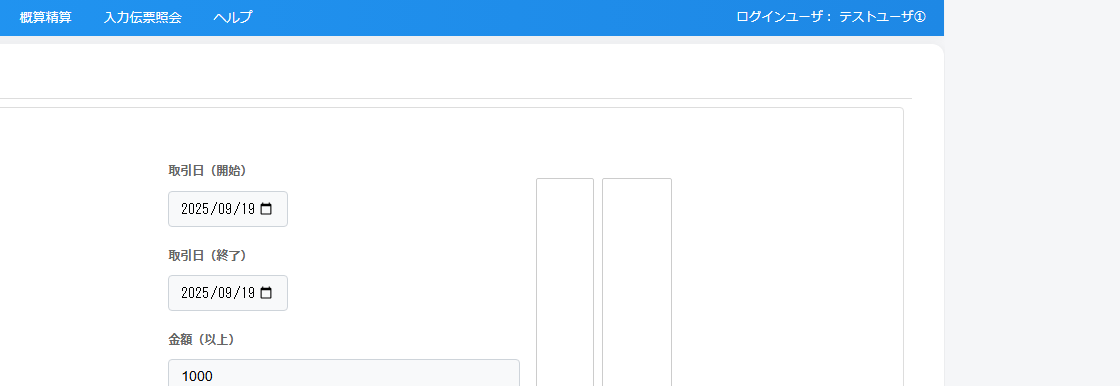 概算精算 入力伝票照会 ヘルプ ログインユーザ： テストユーザ①
取引日（開始）
2025/09/19
取引日（終了）
2025/09/19
金額（以上）
1000